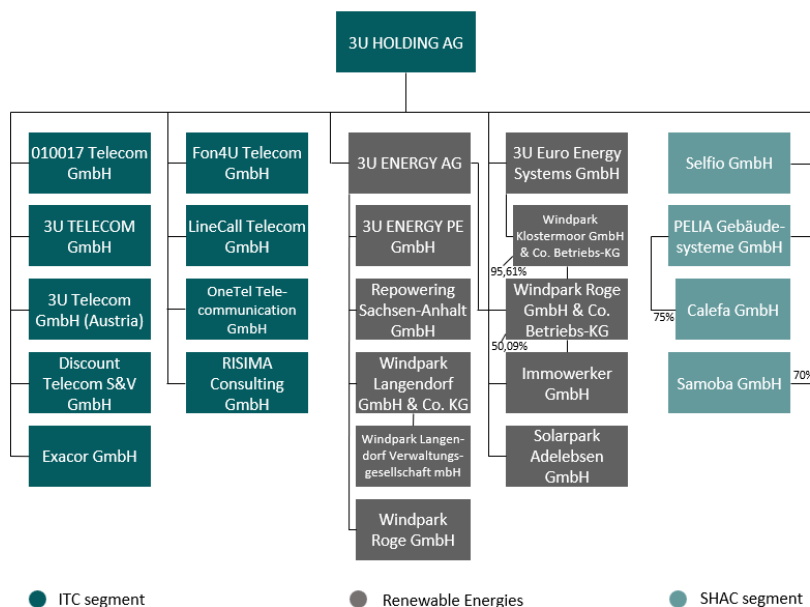 3U HOLDING AG
010017 Telecom
GmbH
3U TELECOM
GmbH
3U Telecom
GmbH (Austria)
Discount
Telecom S&V
GmbH
Exacor GmbH
Fon4U Telecom
GmbH
LineCall Telecom
GmbH
OneTel Tele-
communication
GmbH
RISIMA
Consulting
GmbH
3U ENERGY AG
3U ENERGY PE
GmbH
Repowering
Sachsen-Anhalt
GmbH
Windpark
Langendorf
GmbH & Co. KG
Windpark Langen-
dorf Verwaltungs-
gesellschaft mbH
Windpark
Roge GmbH
3U Euro Energy
Systems GmbH
Windpark
Klostermoor GmbH
& Co. Betriebs-KG
95,61%
Windpark Roge
GmbH & Co.
Betriebs-KG
50,09%
Immowerker
GmbH
Solarpark
Adelebsen
GmbH
Selfio GmbH
PELIA Gebäude-
systeme GmbH
Calefa GmbH
75%
Samoba GmbH
70%
ITC segment
Renewable Energies
SHAC segment